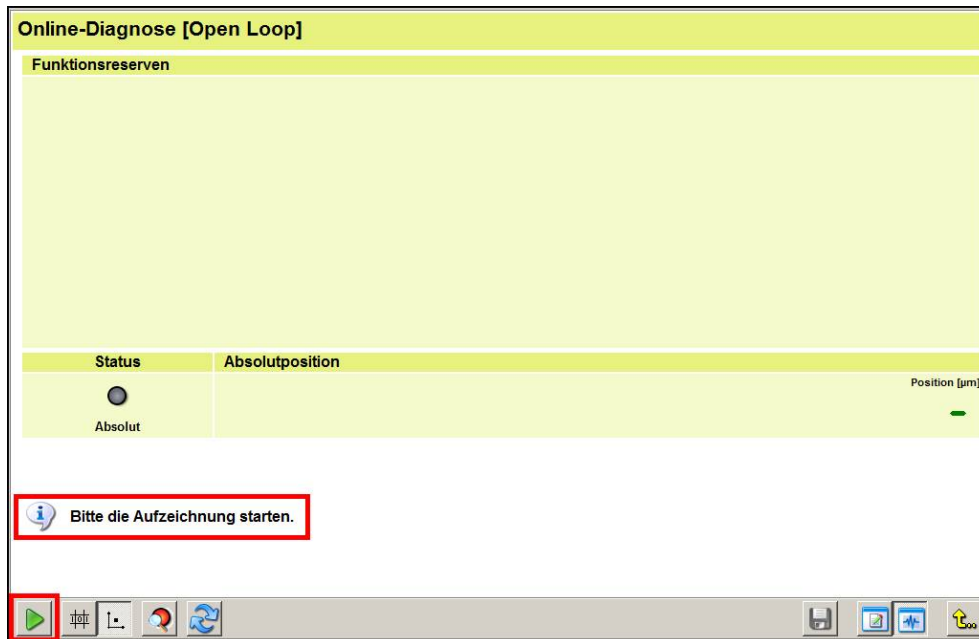 Online-Diagnose [Open Loop]
Funktionsreserven
Status Absolutposition
Position [µm]
Absolut
Bitte die Aufzeichnung starten.